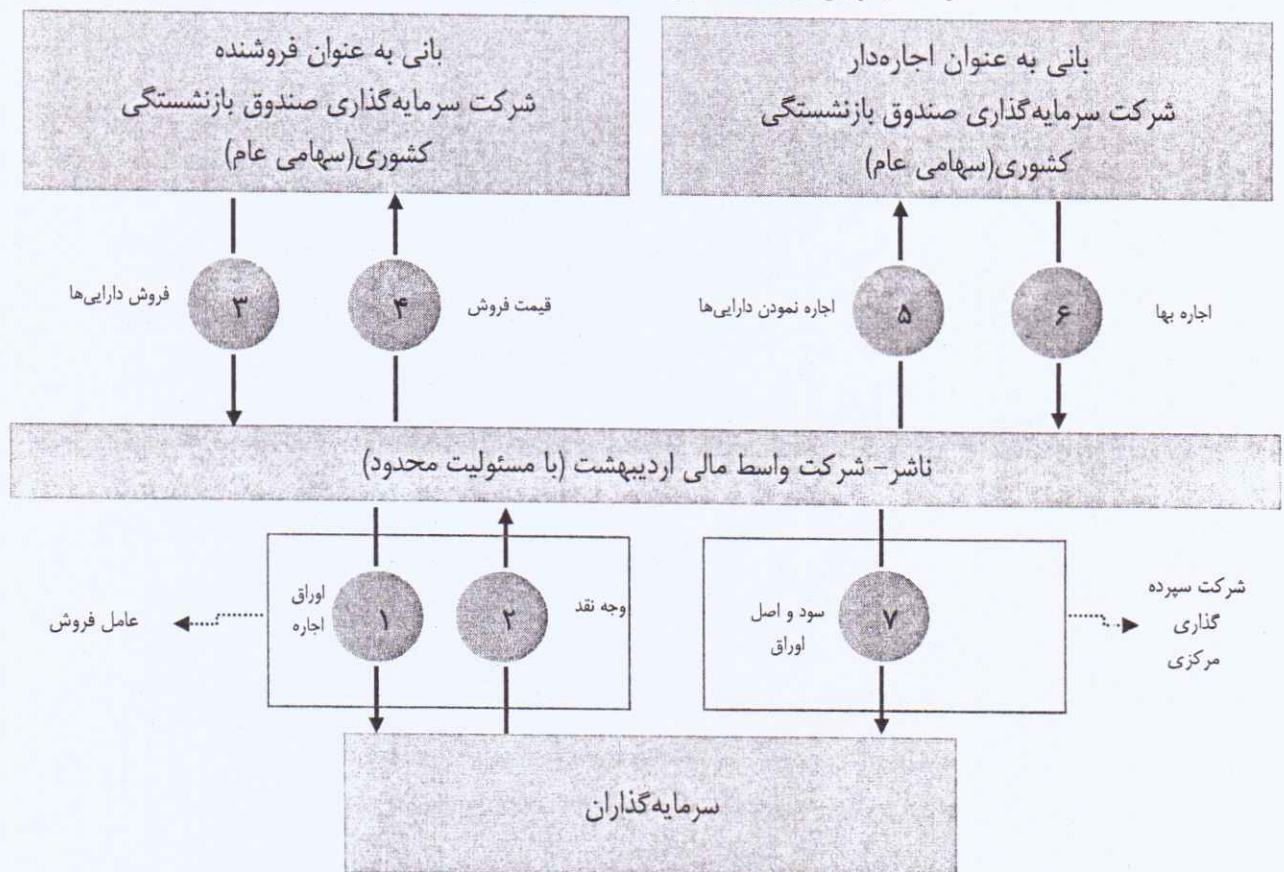 بانی به عنوان اجاره‌دار
شرکت سرمایه‌گذاری صندوق بازنشستگی
کشوری(سهامی عام)
بانی به عنوان فروشنده
شرکت سرمایه‌گذاری صندوق بازنشستگی
کشوری(سهامی عام)
اجاره بها
۶
۵
اجاره نمودن دارایی‌ها
قیمت فروش
۴
۳
فروش دارایی‌ها
ناشر- شرکت واسط مالی اردیبهشت (با مسئولیت محدود)
شرکت سپرده
گذاری
مرکزی
۷
سود و اصل
اوراق
وجه نقد
۲
۱
اوراق
اجاره
عامل فروش
سرمایه‌گذاران